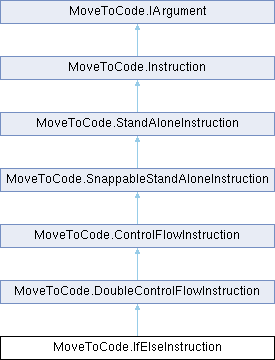 MoveToCode.IArgument
MoveToCode.Instruction
MoveToCode.StandAloneInstruction
MoveToCode.SnappableStandAloneInstruction
MoveToCode.ControlFlowInstruction
MoveToCode.DoubleControlFlowInstruction
MoveToCode.IfElseInstruction